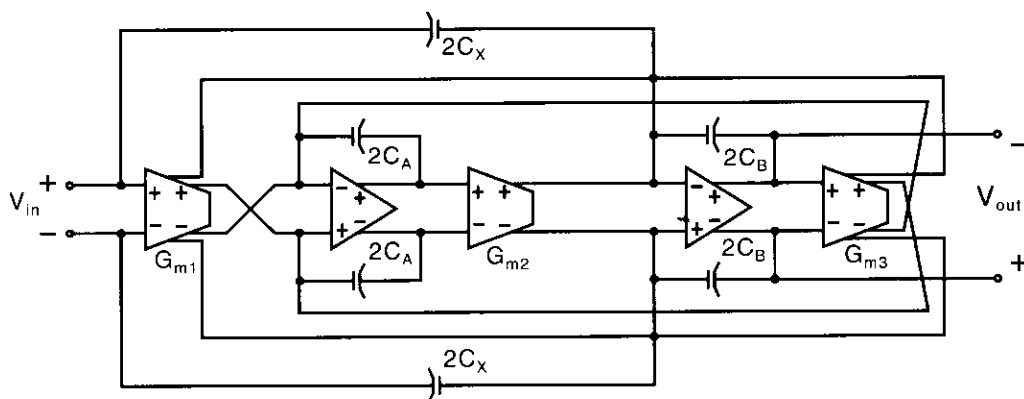 2C_X
+ V_in −
+ + − −
G_m1
2C_A
− + + −
2C_A
+ + − −
G_m2
2C_B
− + + −
2C_B
+ + − −
G_m3
− V_out +
2C_X